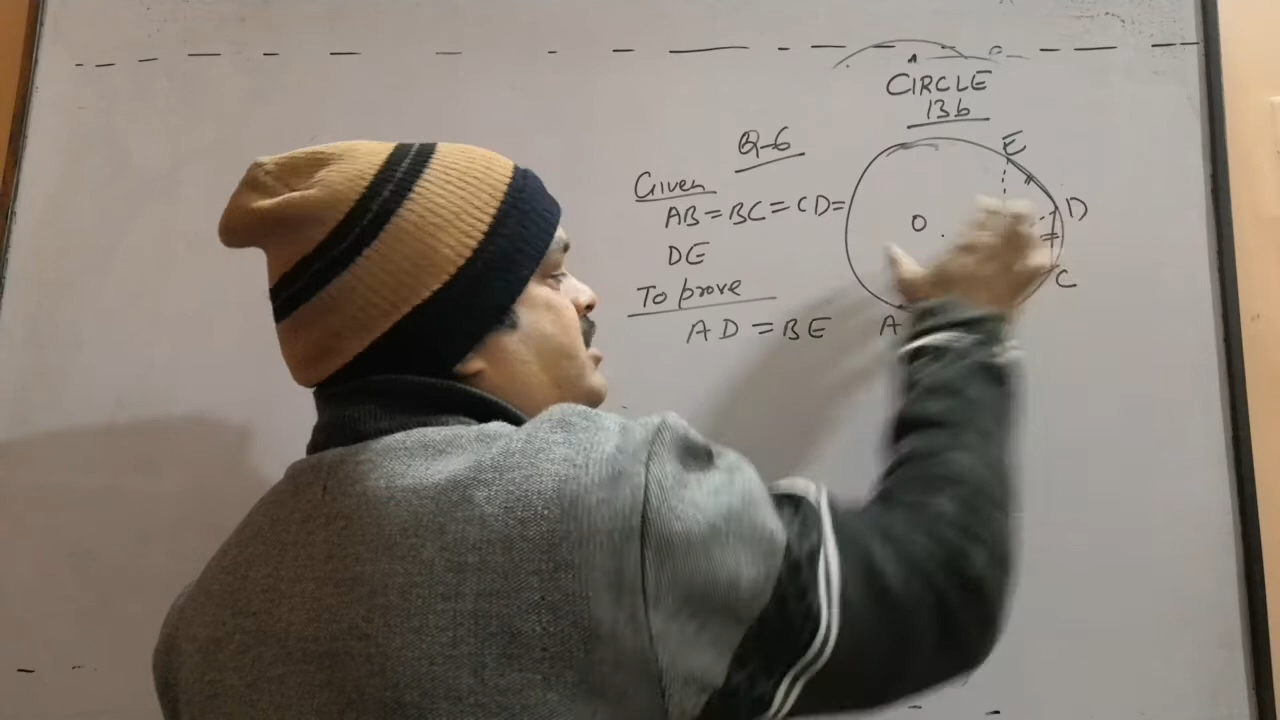 CIRCLE
13b
Q-6
Given
AB=BC=CD=
DE
To prove
AD=BE
E
D
O
C
A